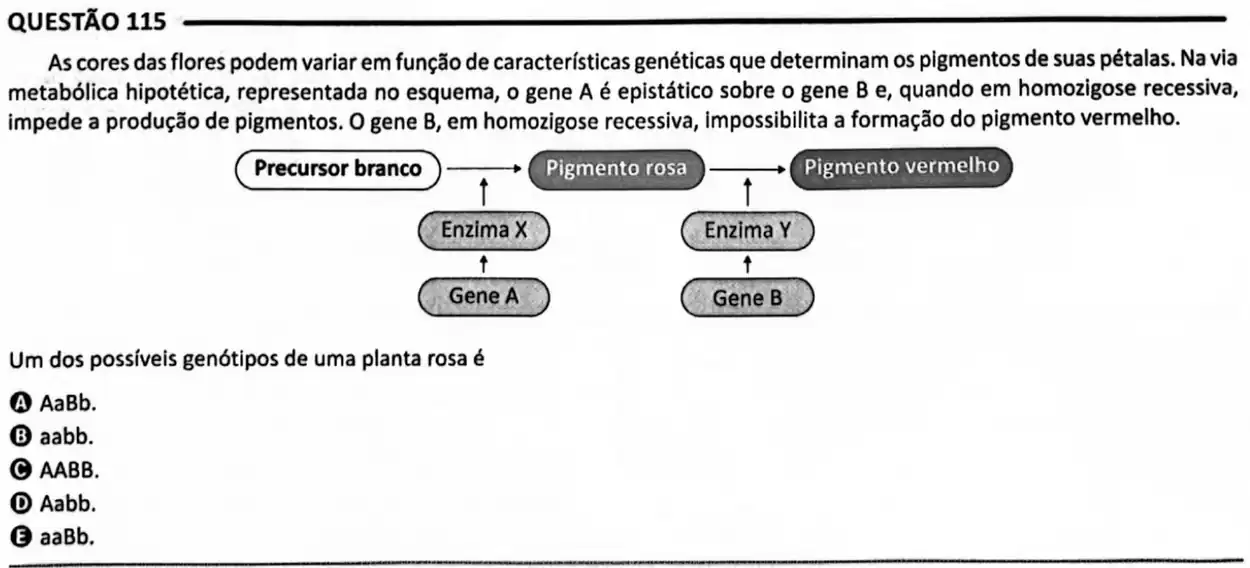 QUESTÃO 115
As cores das flores podem variar em função de características genéticas que determinam os pigmentos de suas pétalas. Na via
metabólica hipotética, representada no esquema, o gene A é epistático sobre o gene B e, quando em homozigose recessiva,
impede a produção de pigmentos. O gene B, em homozigose recessiva, impossibilita a formação do pigmento vermelho.
Precursor branco
Pigmento rosa
Pigmento vermelho
Enzima X
Enzima Y
Gene A
Gene B
Um dos possíveis genótipos de uma planta rosa é
A AaBb.
B aabb.
C AABB.
D Aabb.
E aaBb.